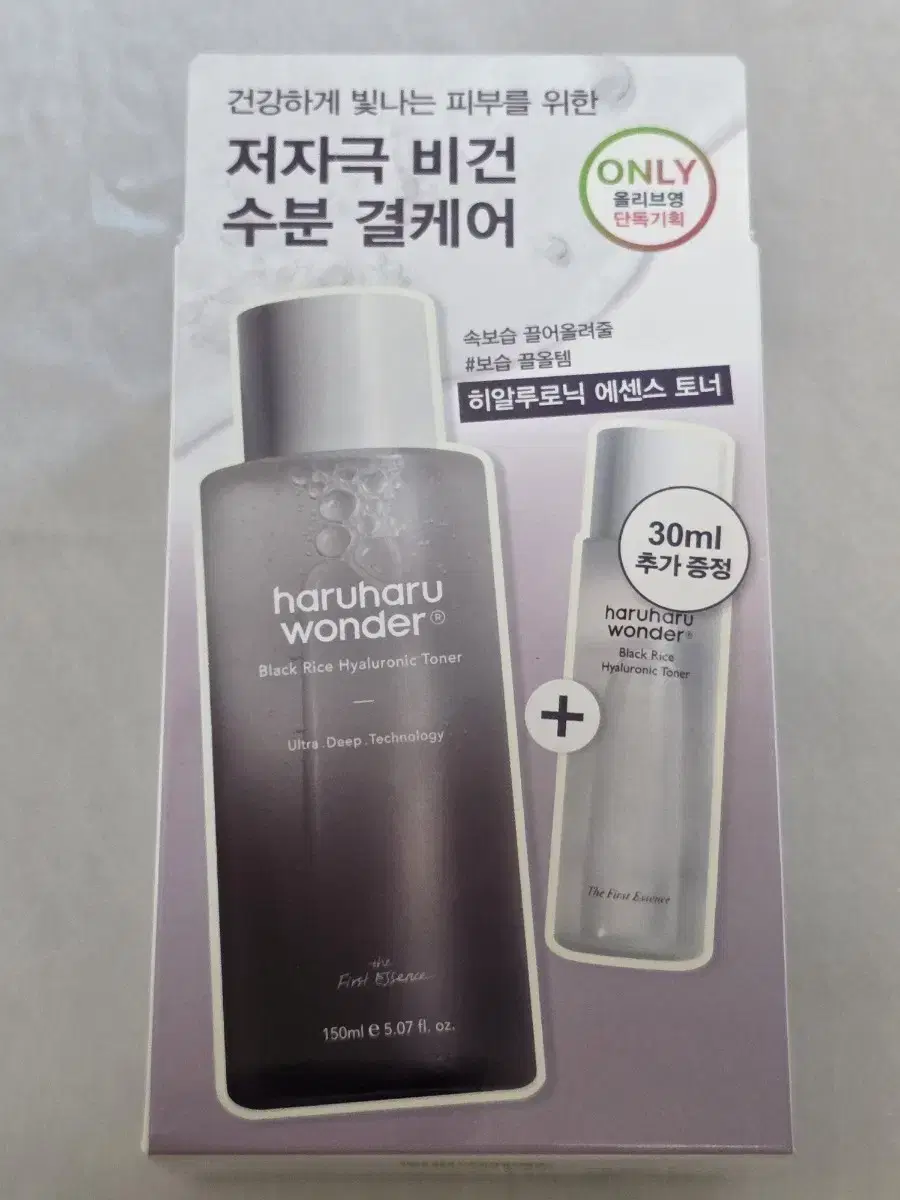 건강하게 빛나는 피부를 위한
저자극 비건
수분 결케어
ONLY
올리브영
단독기획
속보습 끌어올려줄
#보습 끌올템
히알루로닉 에센스 토너
30ml
추가 증정
haruharu
wonder®
Black Rice Hyaluronic Toner
Ultra.Deep.Technology
the
First Essence
150ml e 5.07 fl. oz.
+
haruharu
wonder®
Black Rice
Hyaluronic Toner
The First Essence